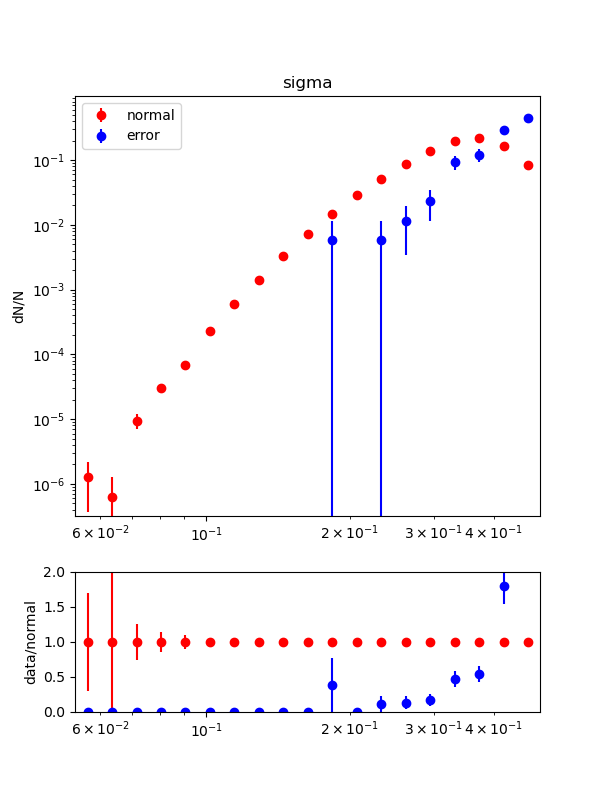 sigma
normal
error
dN/N
10⁻¹
10⁻²
10⁻³
10⁻⁴
10⁻⁵
10⁻⁶
6 × 10⁻² 10⁻¹ 2 × 10⁻¹ 3 × 10⁻¹ 4 × 10⁻¹
data/normal
2.0
1.5
1.0
0.5
0.0
6 × 10⁻² 10⁻¹ 2 × 10⁻¹ 3 × 10⁻¹ 4 × 10⁻¹